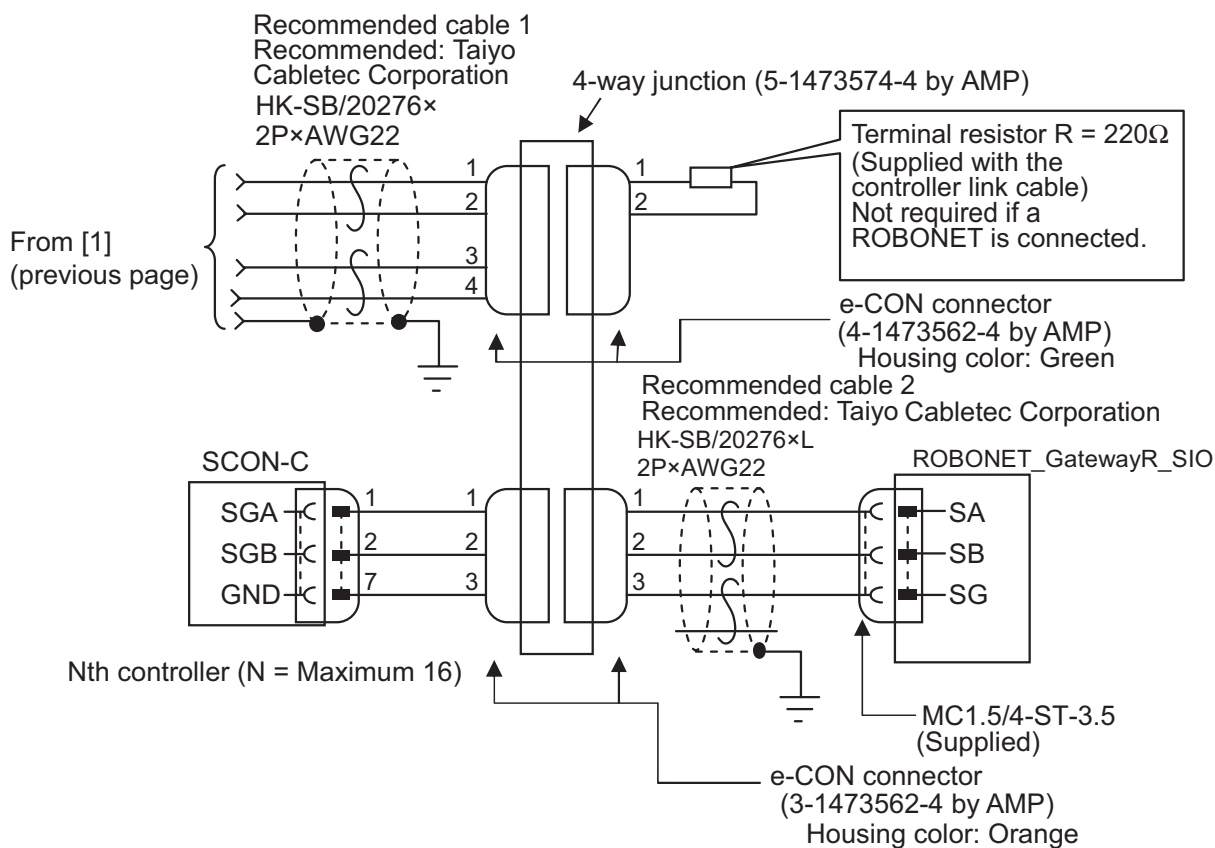 Recommended cable 1
Recommended: Taiyo
Cabletec Corporation
HK-SB/20276×
2P×AWG22
4-way junction (5-1473574-4 by AMP)
Terminal resistor R = 220Ω
(Supplied with the
controller link cable)
Not required if a
ROBONET is connected.
1
2
3
4
1
2
From [1]
(previous page)
e-CON connector
(4-1473562-4 by AMP)
Housing color: Green
Recommended cable 2
Recommended: Taiyo Cabletec Corporation
HK-SB/20276×L
2P×AWG22
SCON-C
ROBONET_GatewayR_SIO
SGA
1
1
1
SA
SGB
2
2
2
SB
GND
7
3
3
SG
Nth controller (N = Maximum 16)
MC1.5/4-ST-3.5
(Supplied)
e-CON connector
(3-1473562-4 by AMP)
Housing color: Orange